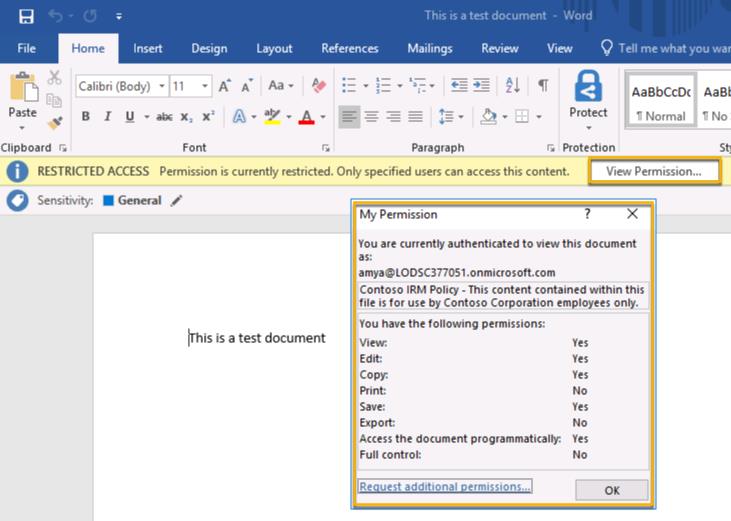 This is a test document - Word
File Home Insert Design Layout References Mailings Review View Tell me what you
Calibri (Body) 11 A A Aa
Paste B I U abc X₂ X² A aby A Protect AaBbCcDc AaBb
¶ Normal ¶ No
Clipboard Font Paragraph Protection
RESTRICTED ACCESS Permission is currently restricted. Only specified users can access this content. View Permission...
Sensitivity: General
My Permission ? X
You are currently authenticated to view this document
as:
amya@LODSC377051.onmicrosoft.com
Contoso IRM Policy - This content contained within this
file is for use by Contoso Corporation employees only.
You have the following permissions:
View: Yes
This is a test document
Edit: Yes
Copy: Yes
Print: No
Save: Yes
Export: No
Access the document programmatically: Yes
Full control: No
Request additional permissions... OK